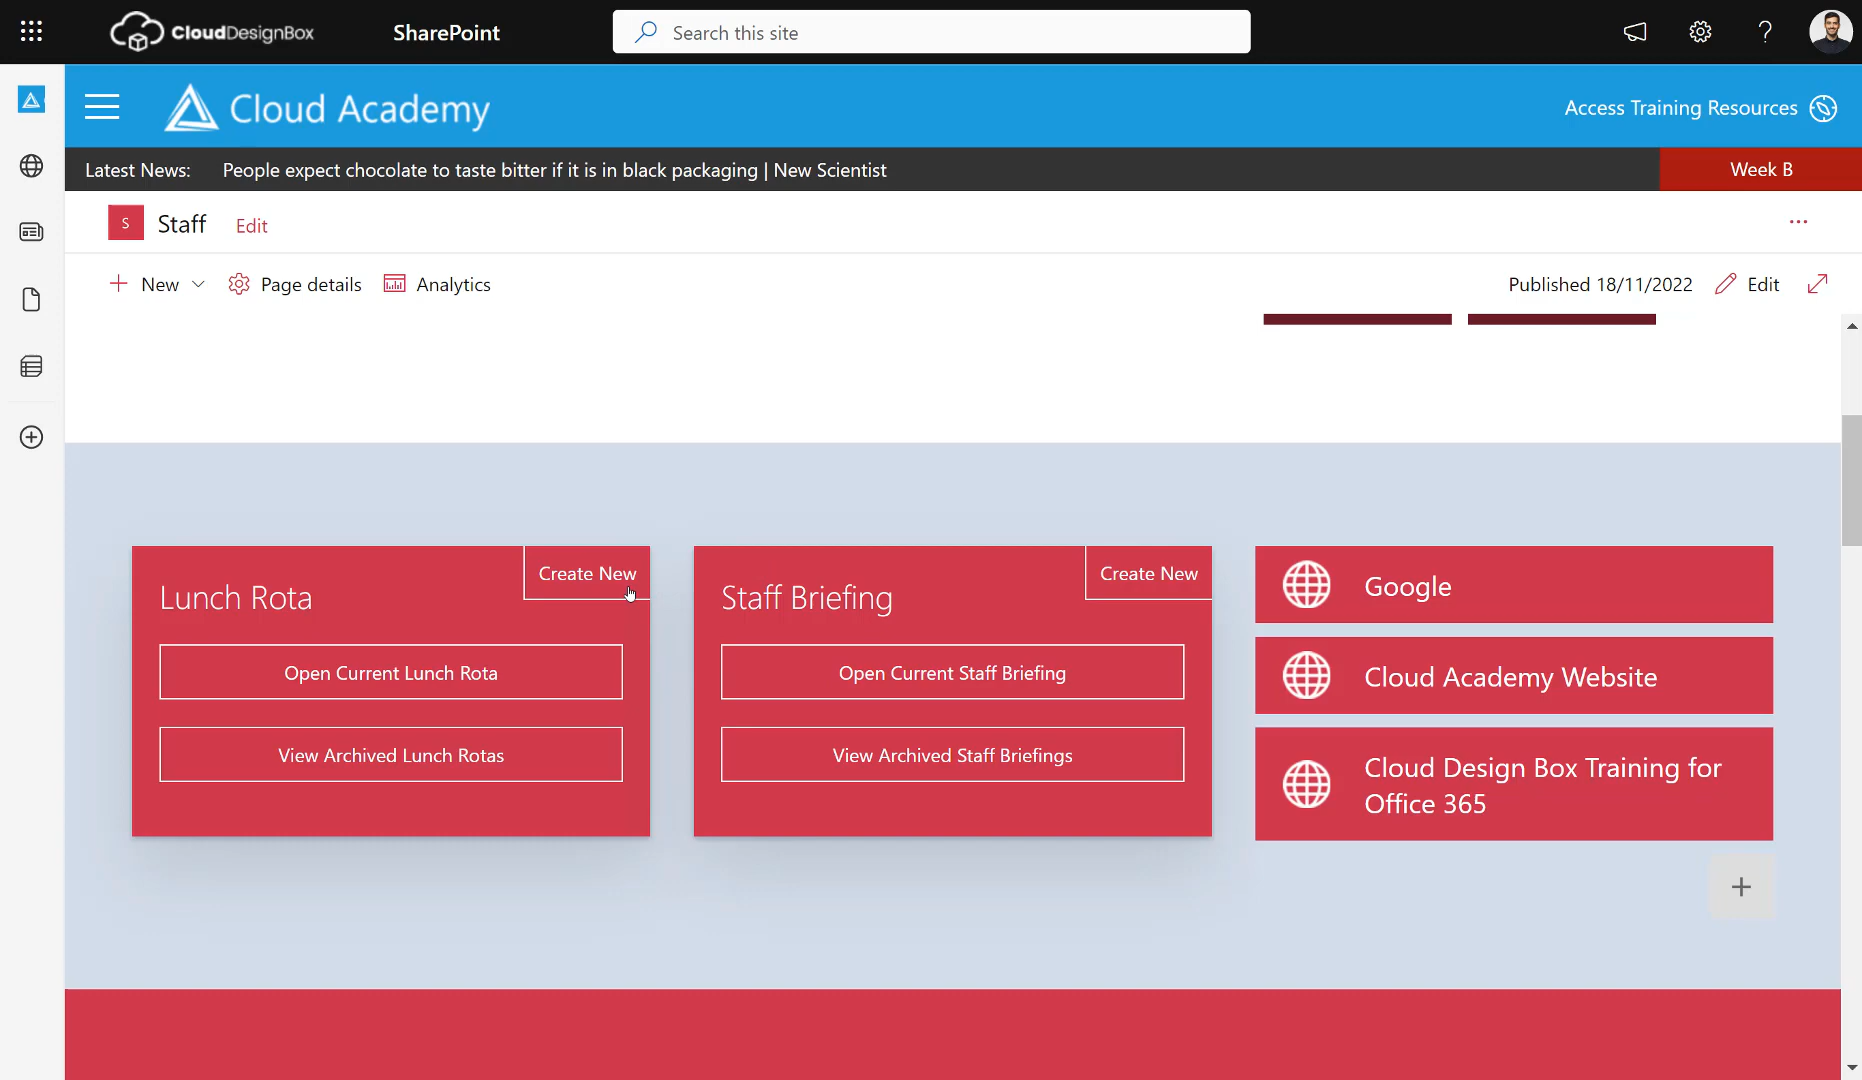 CloudDesignBox
SharePoint
Search this site
Cloud Academy
Access Training Resources
Latest News:
People expect chocolate to taste bitter if it is in black packaging | New Scientist
Week B
S
Staff
Edit
New
Page details
Analytics
Published 18/11/2022
Edit
Lunch Rota
Create New
Open Current Lunch Rota
View Archived Lunch Rotas
Staff Briefing
Create New
Open Current Staff Briefing
View Archived Staff Briefings
Google
Cloud Academy Website
Cloud Design Box Training for
Office 365